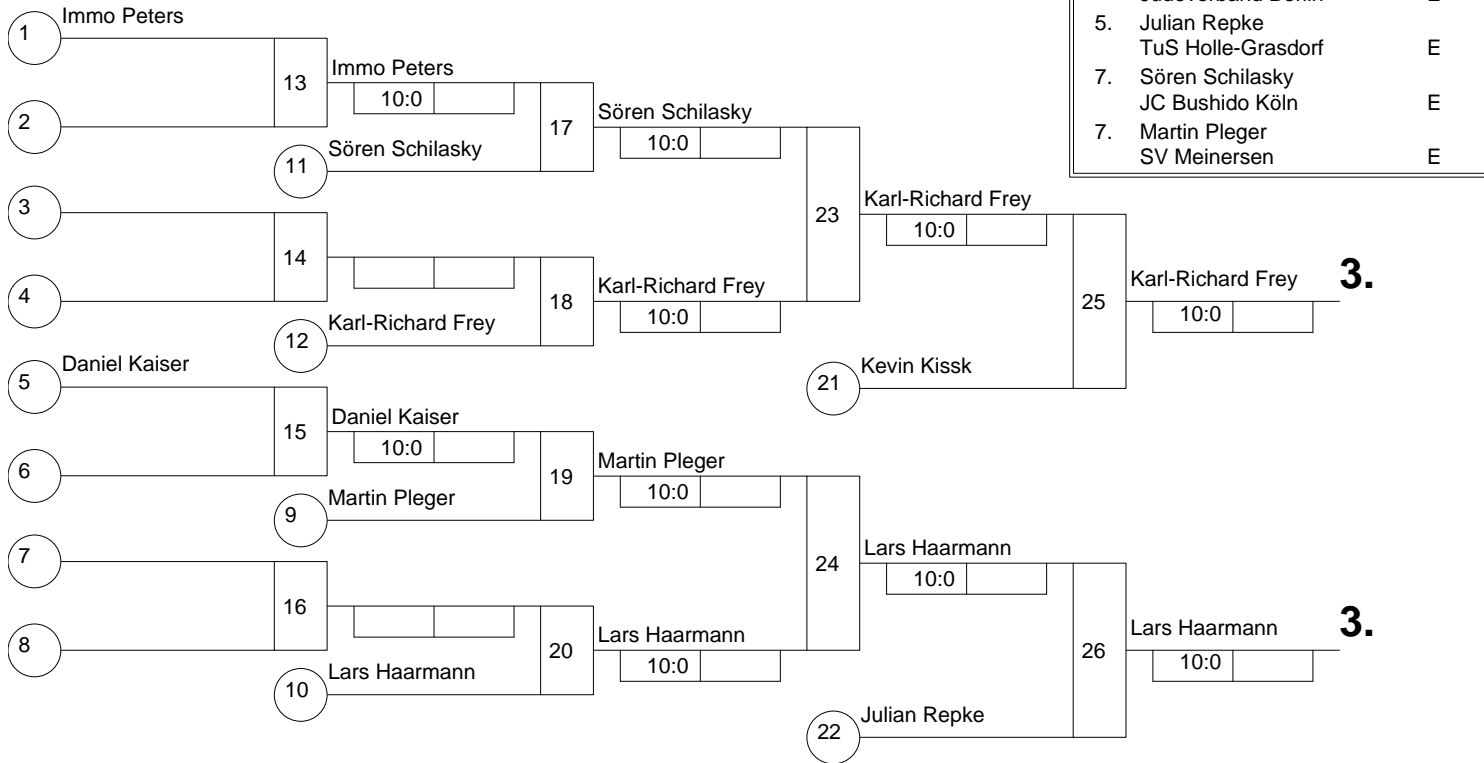 5. Julian Repke
TuS Holle-Grasdorf E
7. Sören Schilasky
JC Bushido Köln E
7. Martin Pleger
SV Meinersen E
1 Immo Peters
13
Immo Peters
10:0
2
17
Sören Schilasky
10:0
11 Sören Schilasky
3
23
Karl-Richard Frey
10:0
14
4
18
Karl-Richard Frey
10:0
12 Karl-Richard Frey
25
Karl-Richard Frey 3.
10:0
5 Daniel Kaiser
21 Kevin Kissk
15
Daniel Kaiser
10:0
6
19
Martin Pleger
10:0
9 Martin Pleger
7
24
Lars Haarmann
10:0
16
8
20
Lars Haarmann
10:0
10 Lars Haarmann
26
Lars Haarmann 3.
10:0
22 Julian Repke